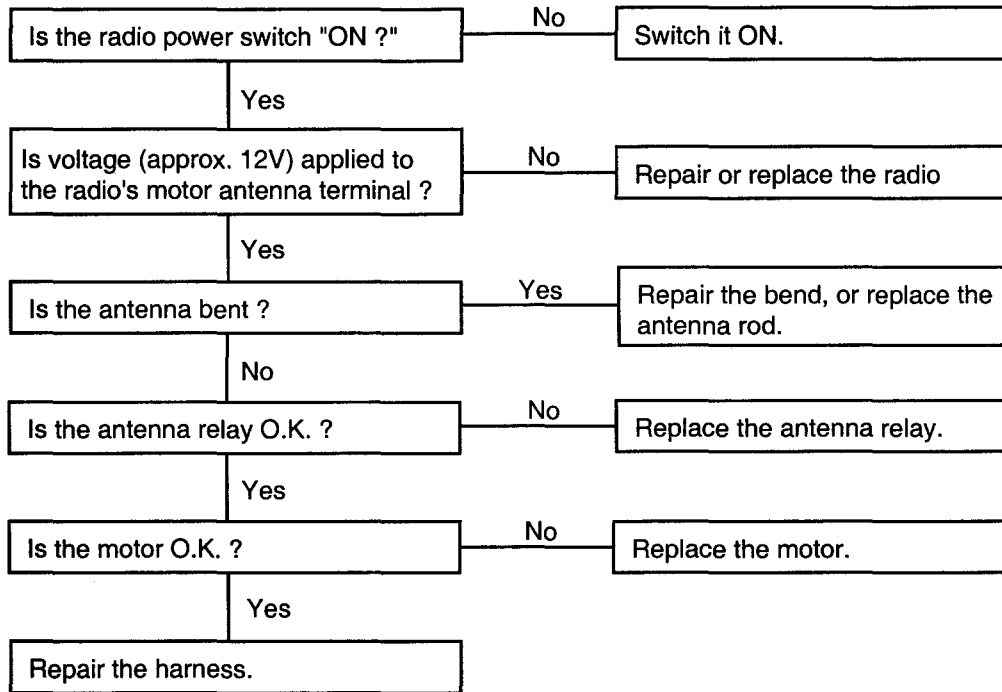 Is the radio power switch "ON ?"
No
Switch it ON.
Yes
Is voltage (approx. 12V) applied to
the radio's motor antenna terminal ?
No
Repair or replace the radio
Yes
Is the antenna bent ?
Yes
Repair the bend, or replace the
antenna rod.
No
Is the antenna relay O.K. ?
No
Replace the antenna relay.
Yes
Is the motor O.K. ?
No
Replace the motor.
Yes
Repair the harness.